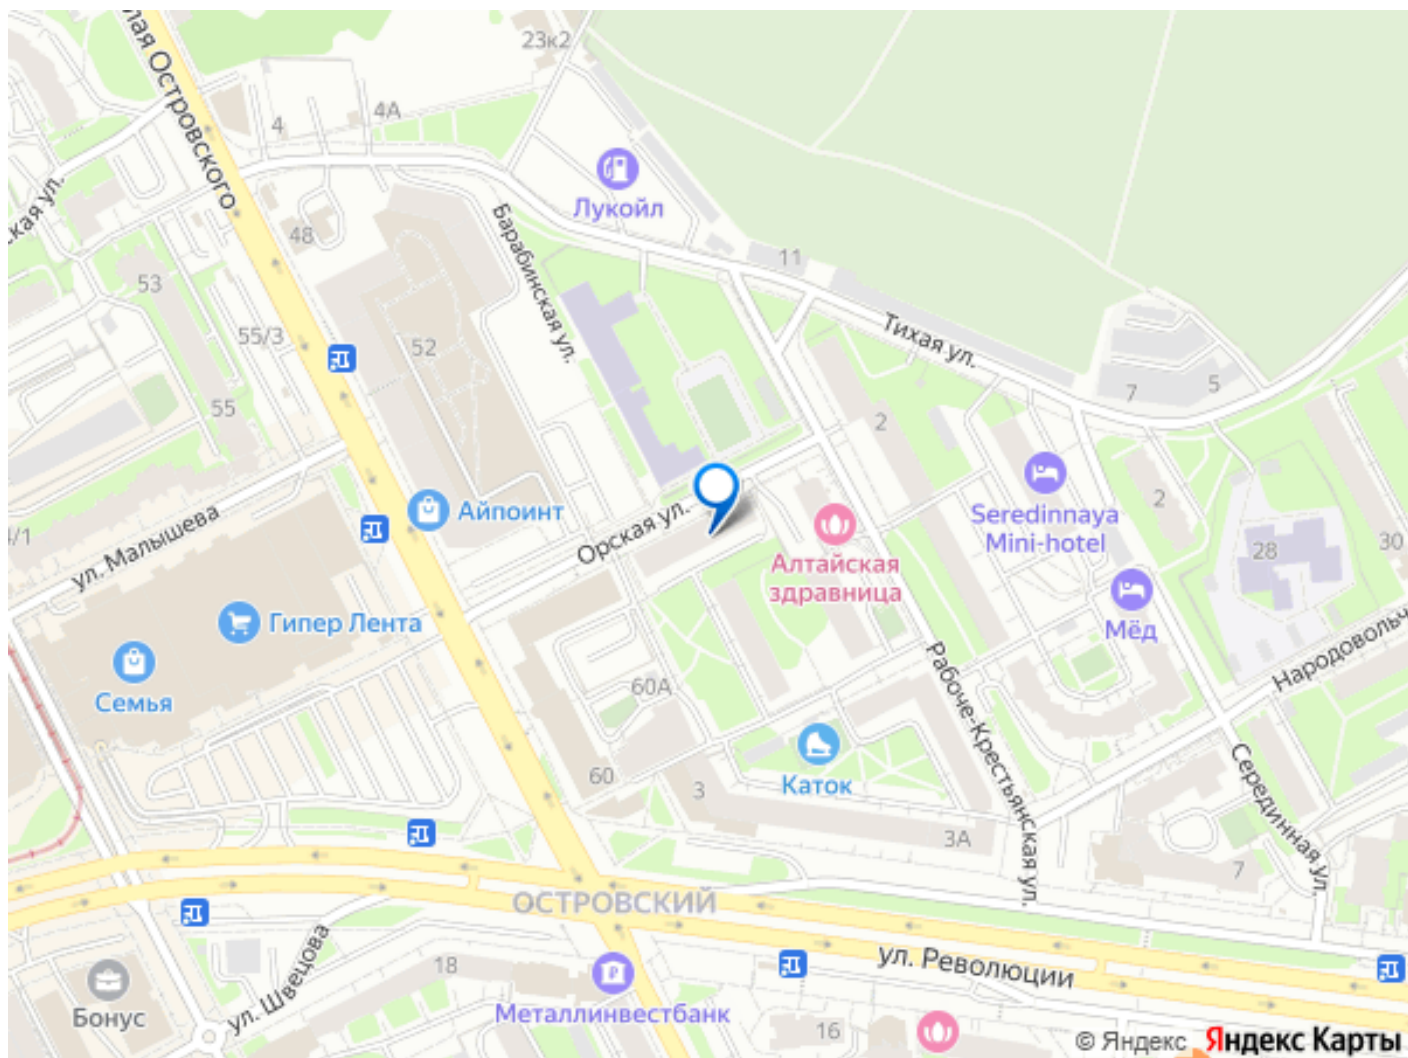 23к2
4А
4
лая Островского
ская ул.
Лукойл
Барабинская ул.
48
11
53
55/3
52
Тихая ул.
7
5
55
2
2
Айпоинт
Seredinnaya
Mini-hotel
4/1
ул. Малышева
Орская ул.
Алтайская
здравница
28
30
Гипер Лента
Мёд
Семья
60А
Рабоче-Крестьянская ул.
Народовольч
60
3
Каток
3А
Серединная ул.
7
ОСТРОВСКИЙ
ул. Революции
ул. Швецова
18
Бонус
Металлинвестбанк
16
© Яндекс Яндекс Карты